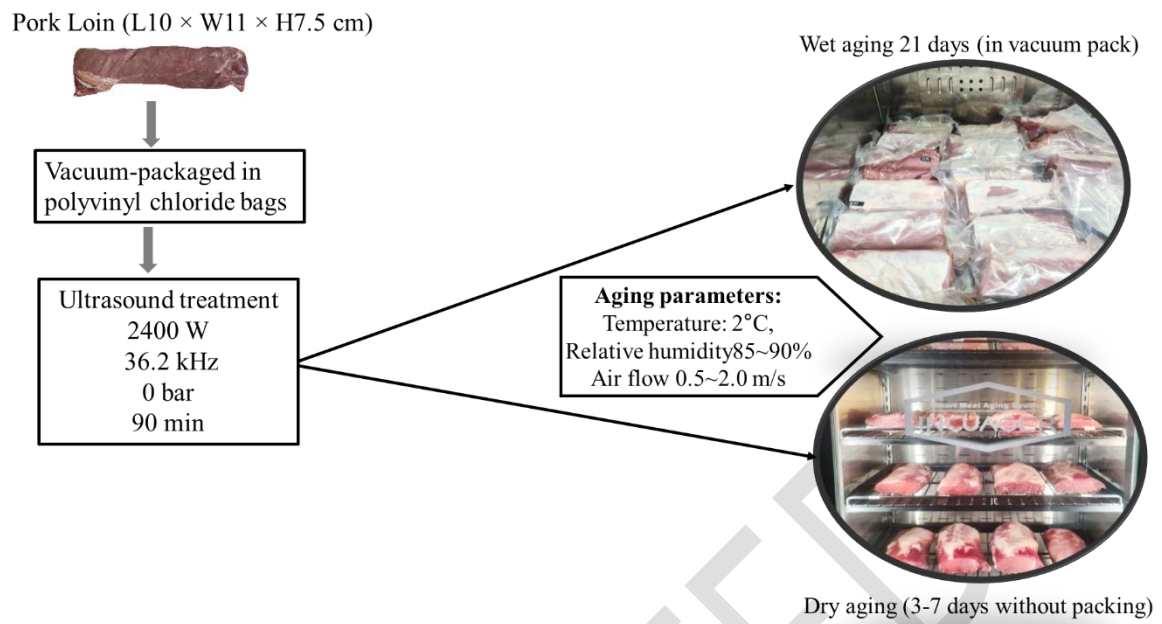 Pork Loin (L10 × W11 × H7.5 cm)
Vacuum-packaged in
polyvinyl chloride bags
Ultrasound treatment
2400 W
36.2 kHz
0 bar
90 min
Wet aging 21 days (in vacuum pack)
Aging parameters:
Temperature: 2°C,
Relative humidity85~90%
Air flow 0.5~2.0 m/s
Dry aging (3-7 days without packing)